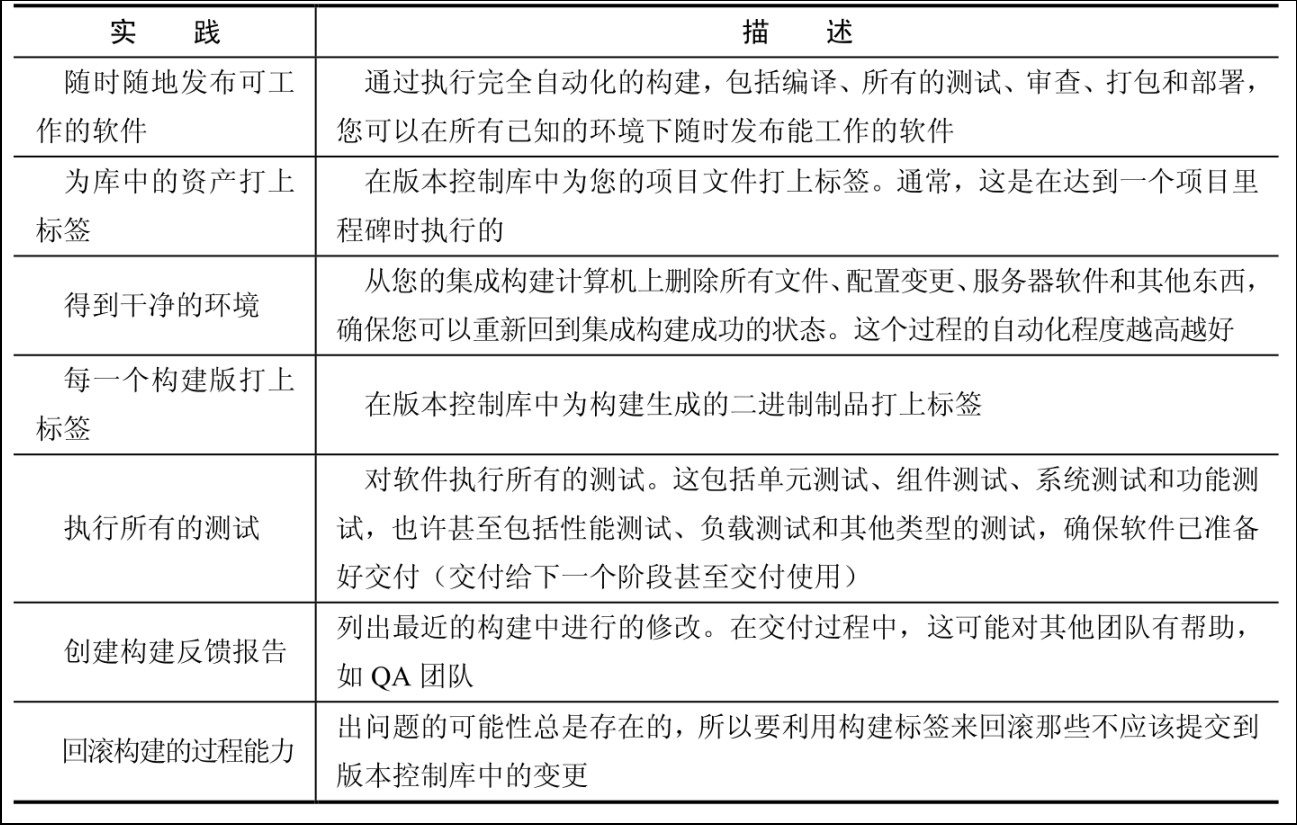 实 践 描 述
随时随地发布可工
作的软件
通过执行完全自动化的构建，包括编译、所有的测试、审查、打包和部署，
您可以在所有已知的环境下随时发布能工作的软件
为库中的资产打上
标签
在版本控制库中为您的项目文件打上标签。通常，这是在达到一个项目里
程碑时执行的
得到干净的环境
从您的集成构建计算机上删除所有文件、配置变更、服务器软件和其他东西，
确保您可以重新回到集成构建成功的状态。这个过程的自动化程度越高越好
每一个构建版打上
标签
在版本控制库中为构建生成的二进制制品打上标签
执行所有的测试
对软件执行所有的测试。这包括单元测试、组件测试、系统测试和功能测
试，也许甚至包括性能测试、负载测试和其他类型的测试，确保软件已准备
好交付（交付给下一个阶段甚至交付使用）
创建构建反馈报告
列出最近的构建中进行的修改。在交付过程中，这可能对其他团队有帮助，
如 QA 团队
回滚构建的过程能力
出问题的可能性总是存在的，所以要利用构建标签来回滚那些不应该提交到
版本控制库中的变更